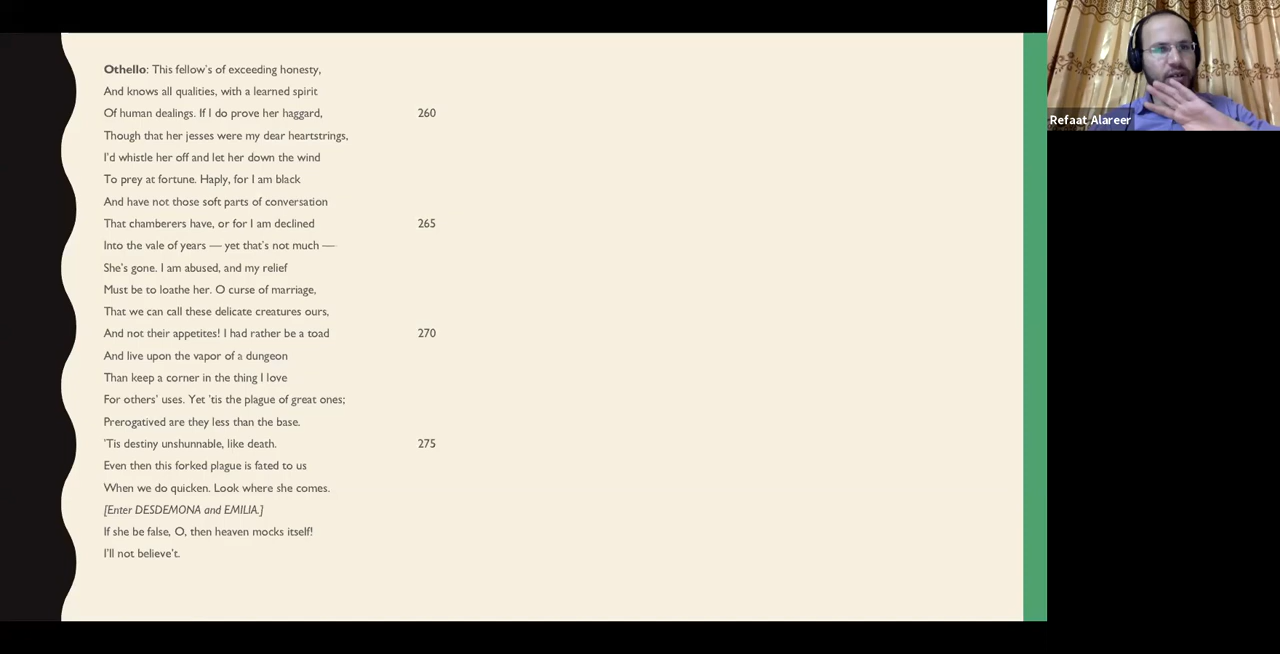 Othello: This fellow's of exceeding honesty,
And knows all qualities, with a learned spirit
Of human dealings. If I do prove her haggard, 260
Though that her jesses were my dear heartstrings,
I'd whistle her off and let her down the wind
To prey at fortune. Haply, for I am black
And have not those soft parts of conversation
That chamberers have, or for I am declined 265
Into the vale of years — yet that's not much —
She's gone. I am abused, and my relief
Must be to loathe her. O curse of marriage,
That we can call these delicate creatures ours,
And not their appetites! I had rather be a toad 270
And live upon the vapor of a dungeon
Than keep a corner in the thing I love
For others' uses. Yet 'tis the plague of great ones;
Prerogatived are they less than the base.
'Tis destiny unshunnable, like death. 275
Even then this forked plague is fated to us
When we do quicken. Look where she comes.
[Enter DESDEMONA and EMILIA.]
If she be false, O, then heaven mocks itself!
I'll not believe't.
Refaat Alareer